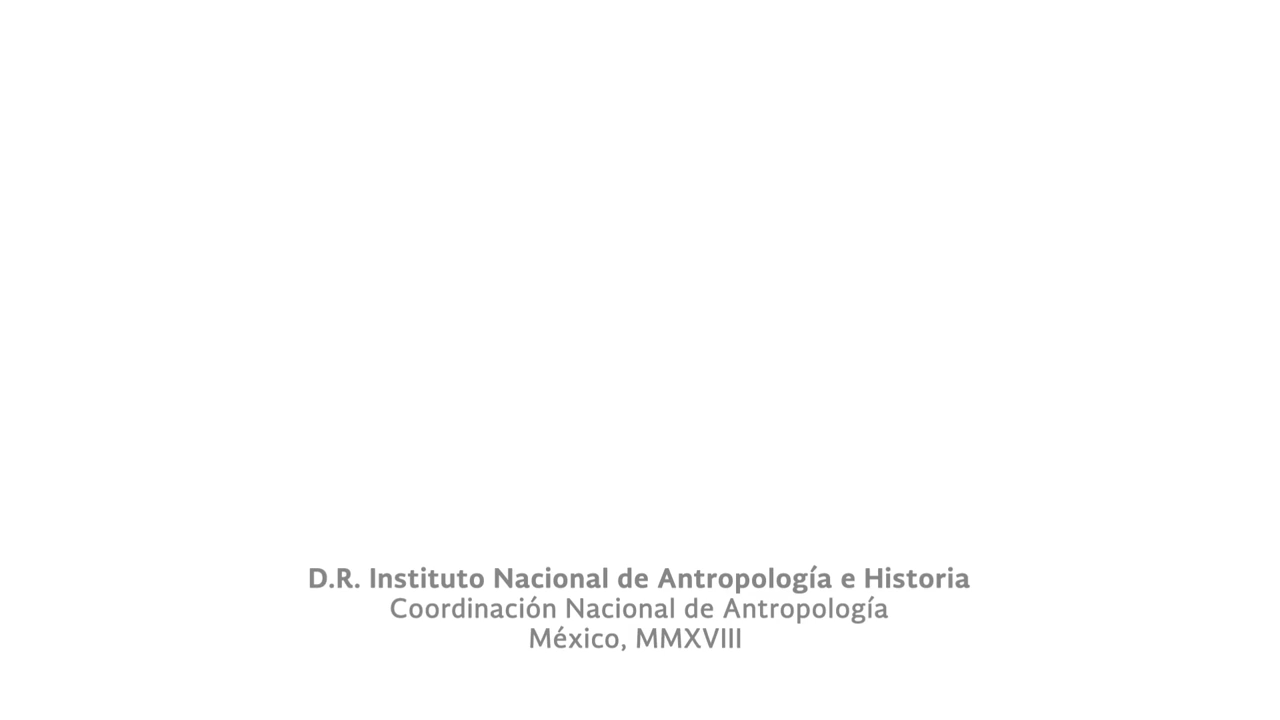 D.R. Instituto Nacional de Antropología e Historia
Coordinación Nacional de Antropología
México, MMXVIII